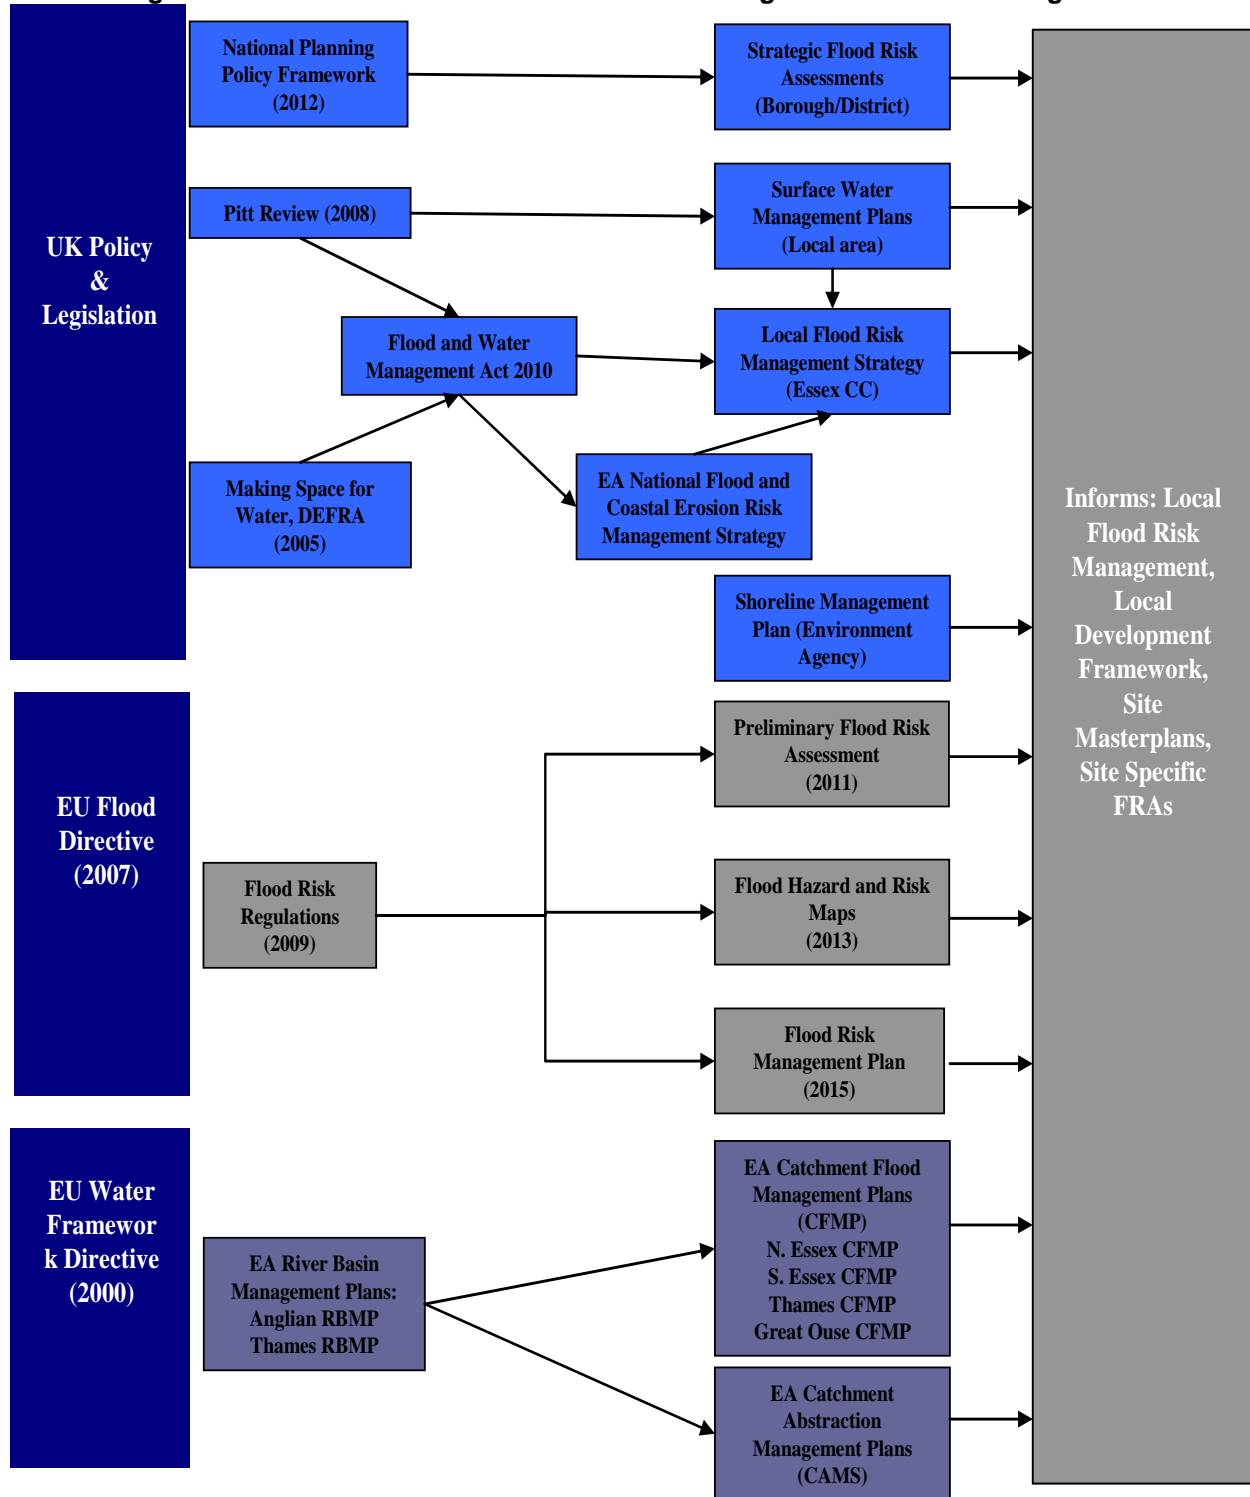 National Planning
Policy Framework
(2012)
Strategic Flood Risk
Assessments
(Borough/District)
UK Policy
&
Legislation
Pitt Review (2008)
Surface Water
Management Plans
(Local area)
Flood and Water
Management Act 2010
Local Flood Risk
Management Strategy
(Essex CC)
Making Space for
Water, DEFRA
(2005)
EA National Flood and
Coastal Erosion Risk
Management Strategy
Shoreline Management
Plan (Environment
Agency)
Informs: Local
Flood Risk
Management,
Local
Development
Framework,
Site
Masterplans,
Site Specific
FRAs
EU Flood
Directive
(2007)
Flood Risk
Regulations
(2009)
Preliminary Flood Risk
Assessment
(2011)
Flood Hazard and Risk
Maps
(2013)
Flood Risk
Management Plan
(2015)
EU Water
Framewor
k Directive
(2000)
EA River Basin
Management Plans:
Anglian RBMP
Thames RBMP
EA Catchment Flood
Management Plans
(CFMP)
N. Essex CFMP
S. Essex CFMP
Thames CFMP
Great Ouse CFMP
EA Catchment
Abstraction
Management Plans
(CAMS)